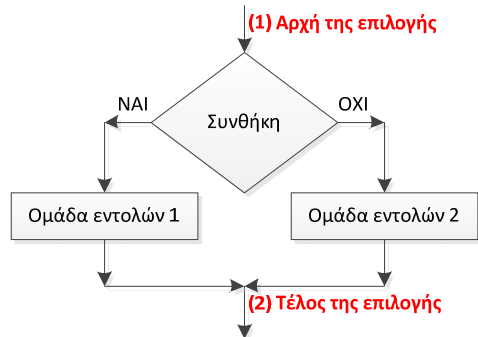 (1) Αρχή της επιλογής
ΝΑΙ
ΟΧΙ
Συνθήκη
Ομάδα εντολών 1
Ομάδα εντολών 2
(2) Τέλος της επιλογής